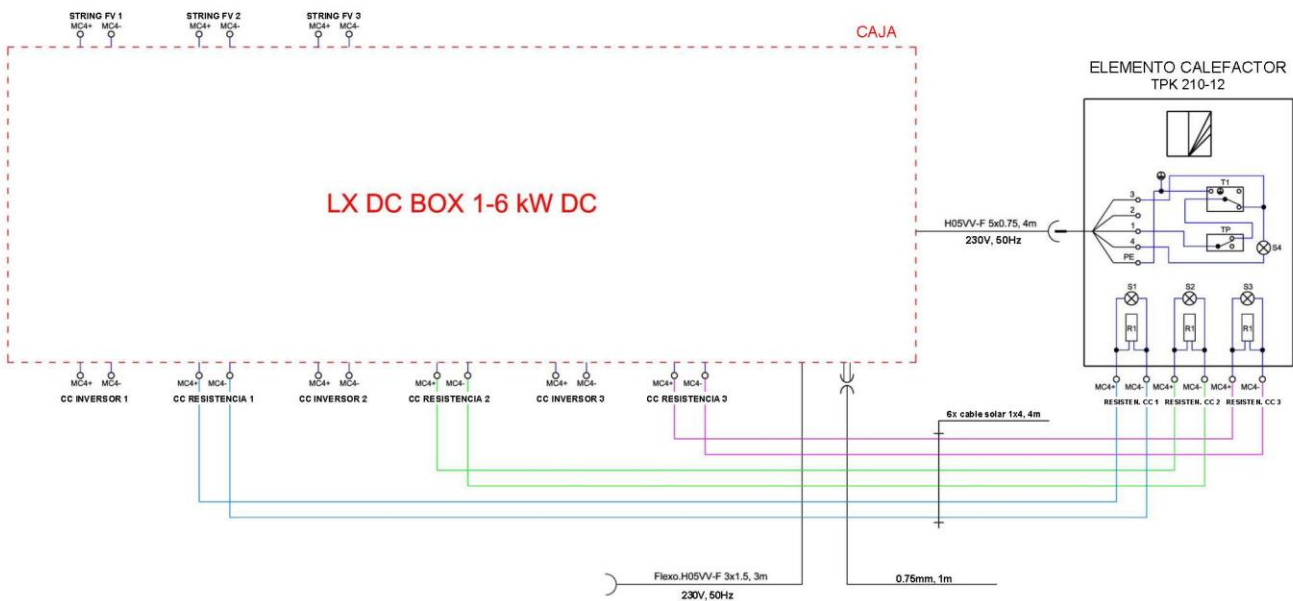 STRING FV 1
MC4+ MC4-
STRING FV 2
MC4+ MC4-
STRING FV 3
MC4+ MC4-
CAJA
LX DC BOX 1-6 kW DC
ELEMENTO CALEFACTOR
TPK 210-12
T1
3
2
1
TP
4
S4
PE
H05VV-F 5x0.75, 4m
230V, 50Hz
S1
S2
S3
R1
R1
R1
MC4+ MC4-
CC INVERSOR 1
MC4+ MC4-
CC RESISTENCIA 1
MC4+ MC4-
CC INVERSOR 2
MC4+ MC4-
CC RESISTENCIA 2
MC4+ MC4-
CC INVERSOR 3
MC4+ MC4-
CC RESISTENCIA 3
MC4+ MC4-
RESISTEN. CC 1
MC4+ MC4-
RESISTEN. CC 2
MC4+ MC4-
RESISTEN. CC 3
6x cable solar 1x4, 4m
Flexo.H05VV-F 3x1.5, 3m
230V, 50Hz
0.75mm, 1m